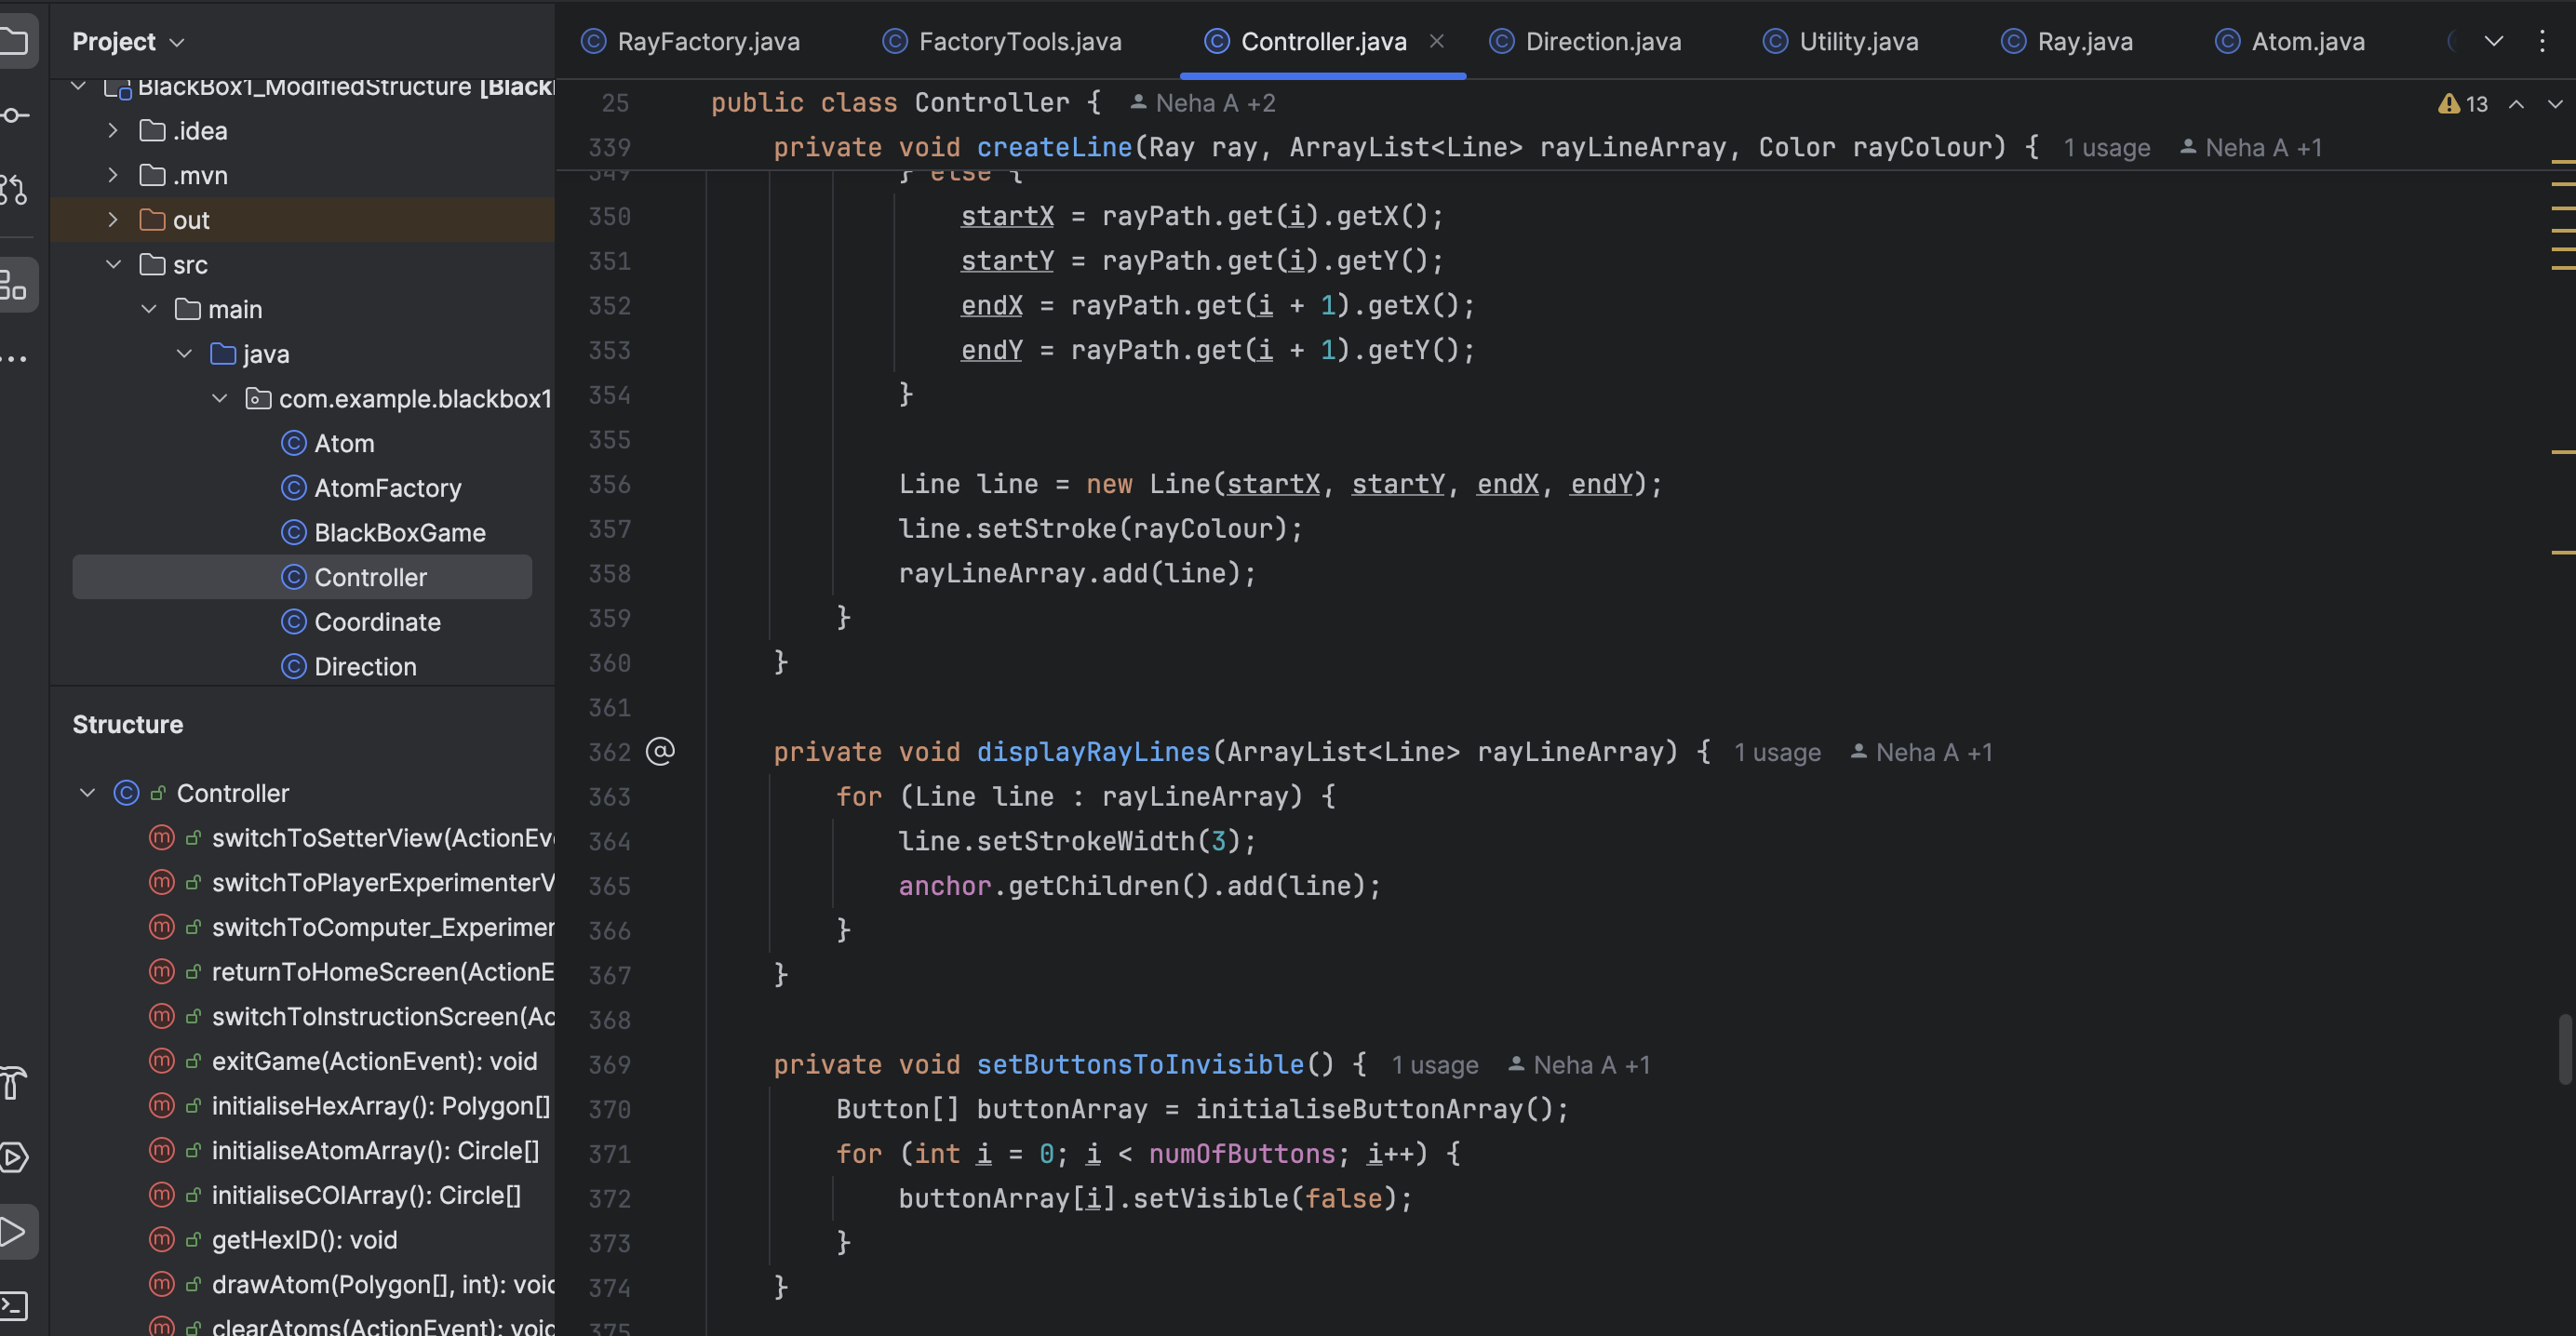 Project
BlackBox1_ModifiedStructure [Black
.idea
.mvn
out
src
main
java
com.example.blackbox1
Atom
AtomFactory
BlackBoxGame
Controller
Coordinate
Direction
Structure
Controller
switchToSetterView(ActionEv
switchToPlayerExperimenterV
switchToComputer_Experimer
returnToHomeScreen(ActionE
switchToInstructionScreen(Ac
exitGame(ActionEvent): void
initialiseHexArray(): Polygon[]
initialiseAtomArray(): Circle[]
initialiseCOIArray(): Circle[]
getHexID(): void
drawAtom(Polygon[], int): void
clearAtoms(ActionEvent): void
RayFactory.java FactoryTools.java Controller.java Direction.java Utility.java Ray.java Atom.java
25 public class Controller { Neha A +2 13
339 private void createLine(Ray ray, ArrayList<Line> rayLineArray, Color rayColour) { 1 usage Neha A +1
349 } else {
350 startX = rayPath.get(i).getX();
351 startY = rayPath.get(i).getY();
352 endX = rayPath.get(i + 1).getX();
353 endY = rayPath.get(i + 1).getY();
354 }
355
356 Line line = new Line(startX, startY, endX, endY);
357 line.setStroke(rayColour);
358 rayLineArray.add(line);
359 }
360 }
361
362 @ private void displayRayLines(ArrayList<Line> rayLineArray) { 1 usage Neha A +1
363 for (Line line : rayLineArray) {
364 line.setStrokeWidth(3);
365 anchor.getChildren().add(line);
366 }
367 }
368
369 private void setButtonsToInvisible() { 1 usage Neha A +1
370 Button[] buttonArray = initialiseButtonArray();
371 for (int i = 0; i < numOfButtons; i++) {
372 buttonArray[i].setVisible(false);
373 }
374 }
375